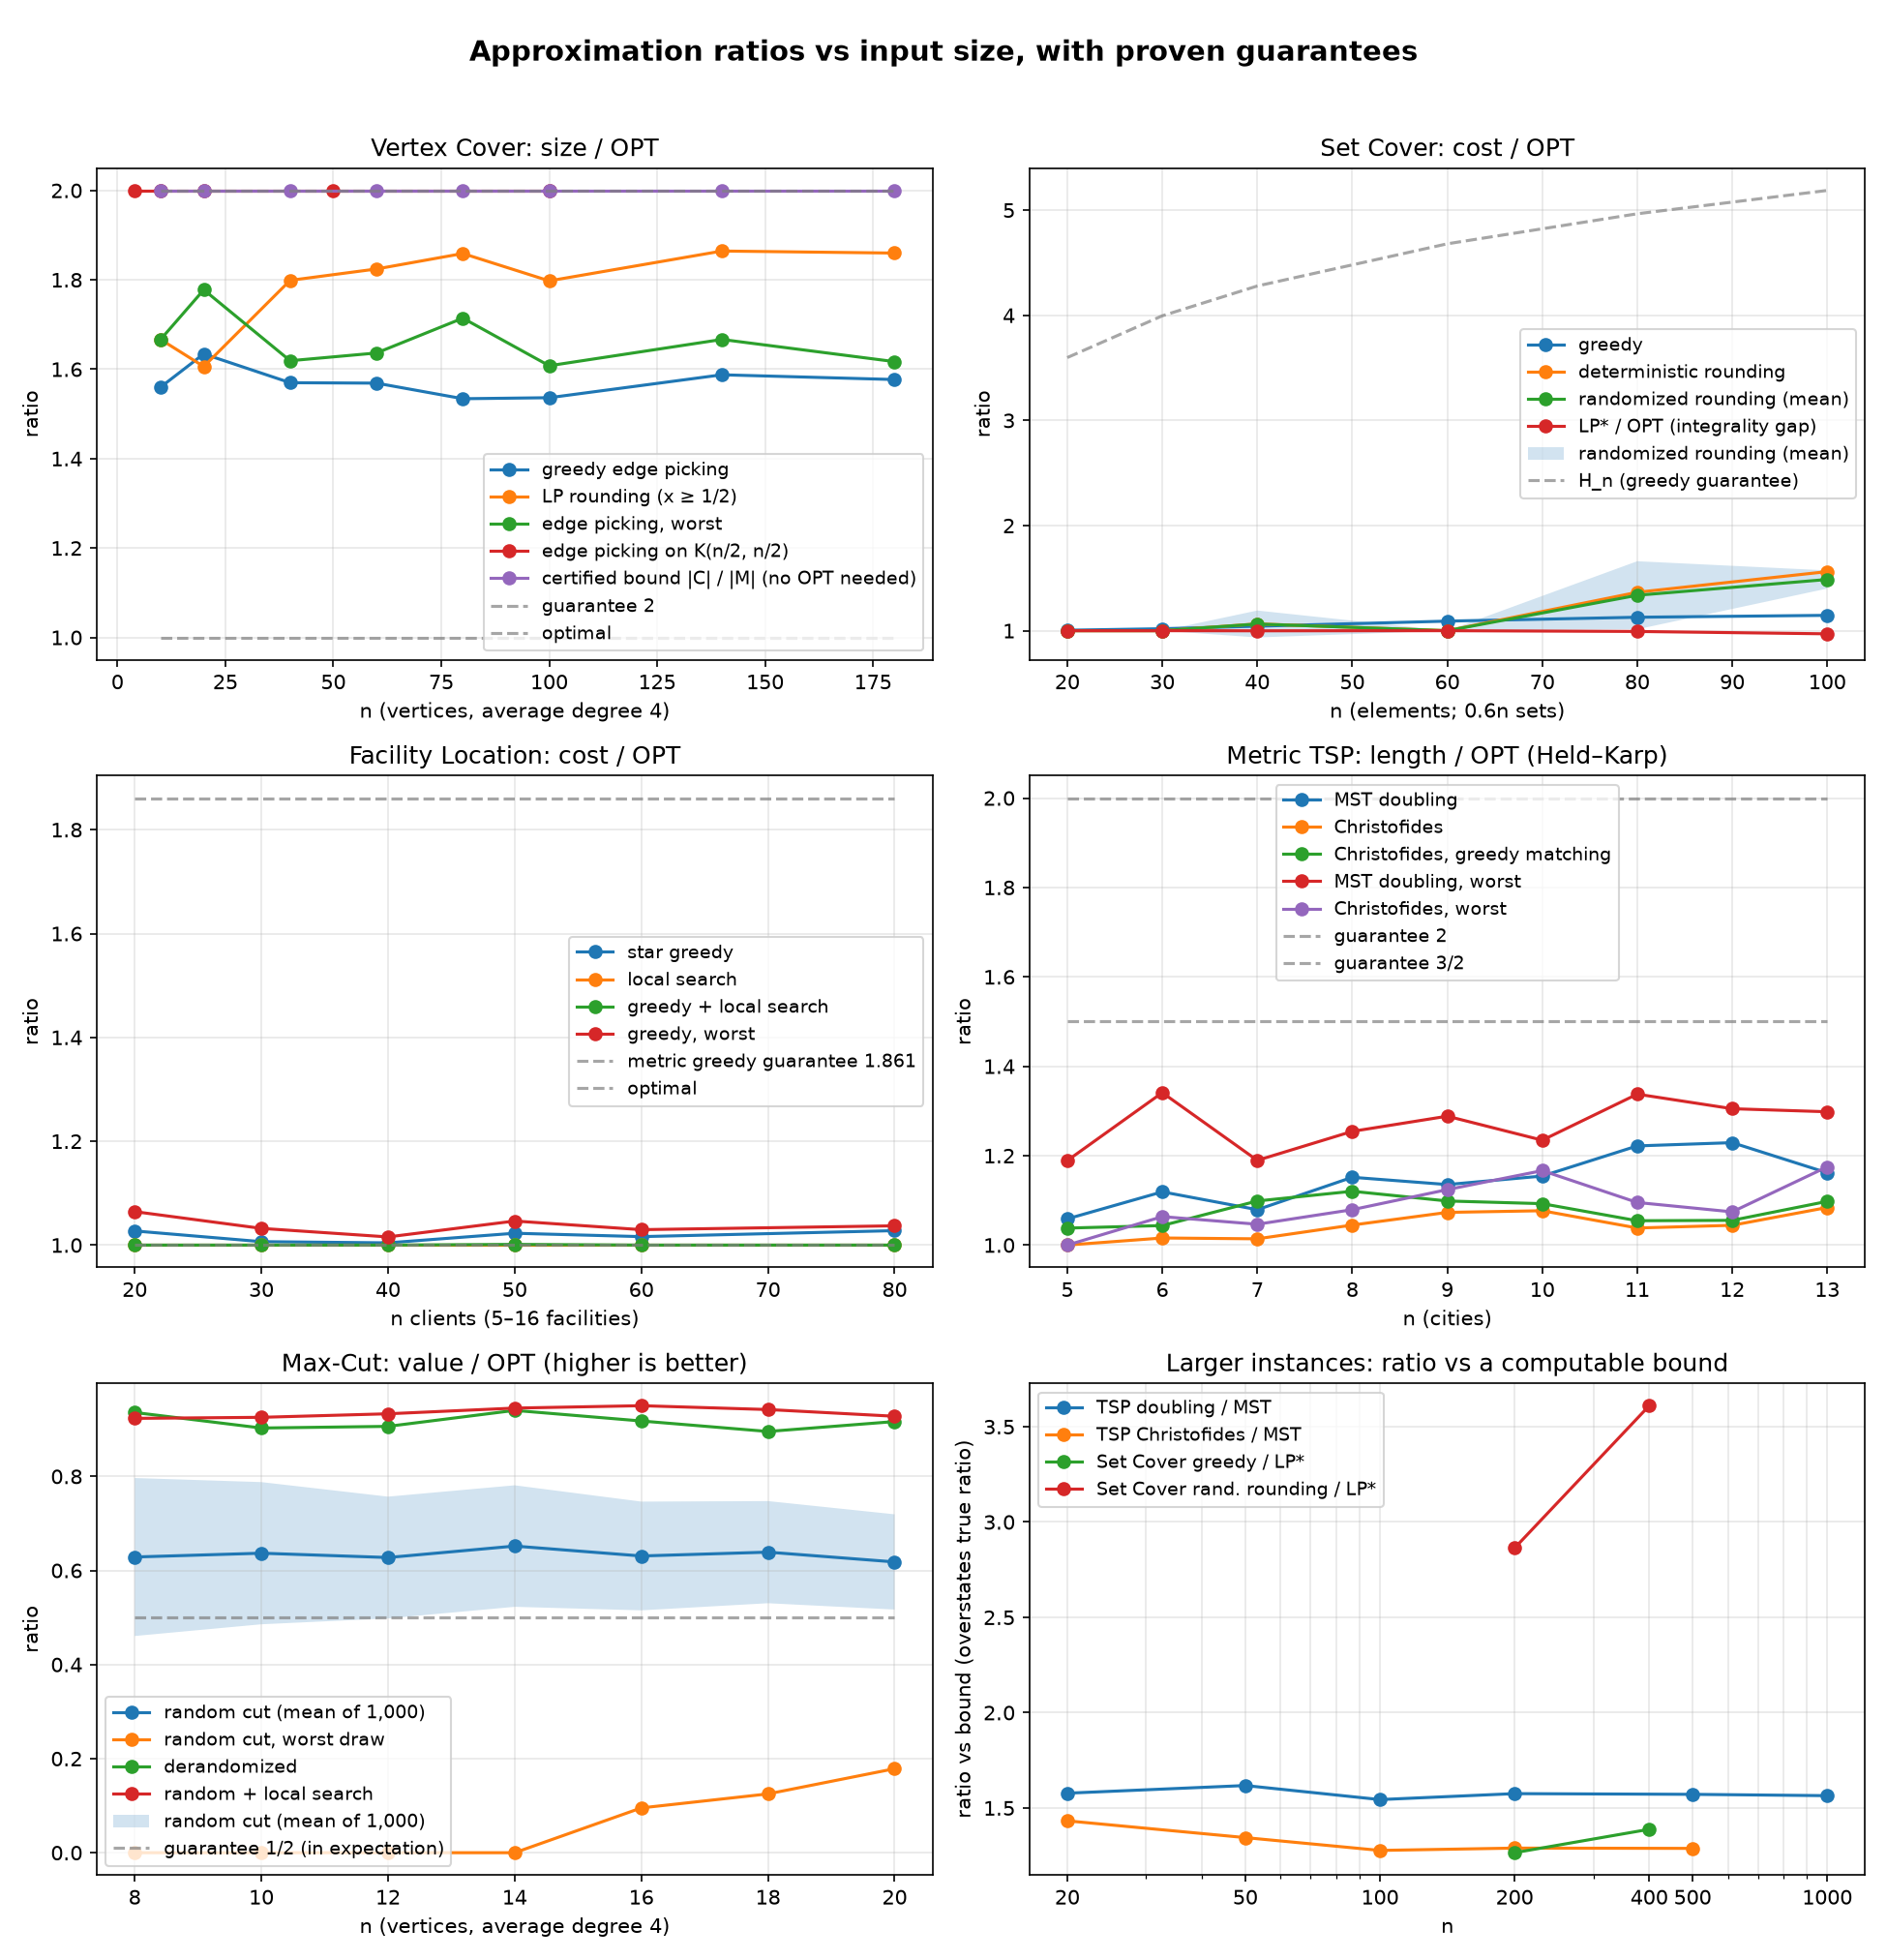 Approximation ratios vs input size, with proven guarantees
Vertex Cover: size / OPT
ratio
2.0
1.8
1.6
1.4
1.2
1.0
greedy edge picking
LP rounding (x ≥ 1/2)
edge picking, worst
edge picking on K(n/2, n/2)
certified bound |C| / |M| (no OPT needed)
guarantee 2
optimal
0 25 50 75 100 125 150 175
n (vertices, average degree 4)
Set Cover: cost / OPT
ratio
5
4
3
2
1
greedy
deterministic rounding
randomized rounding (mean)
LP* / OPT (integrality gap)
randomized rounding (mean)
H_n (greedy guarantee)
20 30 40 50 60 70 80 90 100
n (elements; 0.6n sets)
Facility Location: cost / OPT
ratio
1.8
1.6
1.4
1.2
1.0
star greedy
local search
greedy + local search
greedy, worst
metric greedy guarantee 1.861
optimal
20 30 40 50 60 70 80
n clients (5–16 facilities)
Metric TSP: length / OPT (Held–Karp)
ratio
2.0
1.8
1.6
1.4
1.2
1.0
MST doubling
Christofides
Christofides, greedy matching
MST doubling, worst
Christofides, worst
guarantee 2
guarantee 3/2
5 6 7 8 9 10 11 12 13
n (cities)
Max-Cut: value / OPT (higher is better)
ratio
0.8
0.6
0.4
0.2
0.0
random cut (mean of 1,000)
random cut, worst draw
derandomized
random + local search
random cut (mean of 1,000)
guarantee 1/2 (in expectation)
8 10 12 14 16 18 20
n (vertices, average degree 4)
Larger instances: ratio vs a computable bound
ratio vs bound (overstates true ratio)
3.5
3.0
2.5
2.0
1.5
TSP doubling / MST
TSP Christofides / MST
Set Cover greedy / LP*
Set Cover rand. rounding / LP*
20 50 100 200 400 500 1000
n